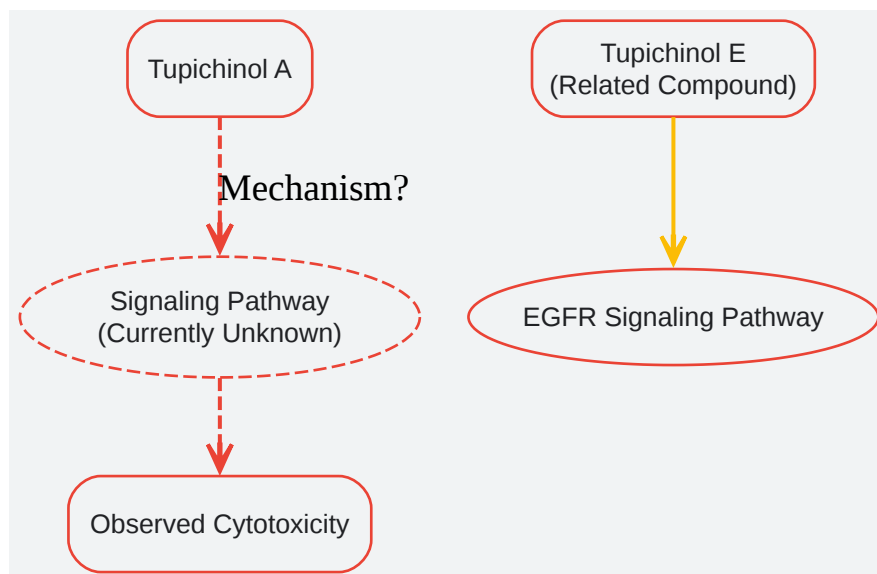 Tupichinol A
Tupichinol E
(Related Compound)
Mechanism?
Signaling Pathway
(Currently Unknown)
EGFR Signaling Pathway
Observed Cytotoxicity